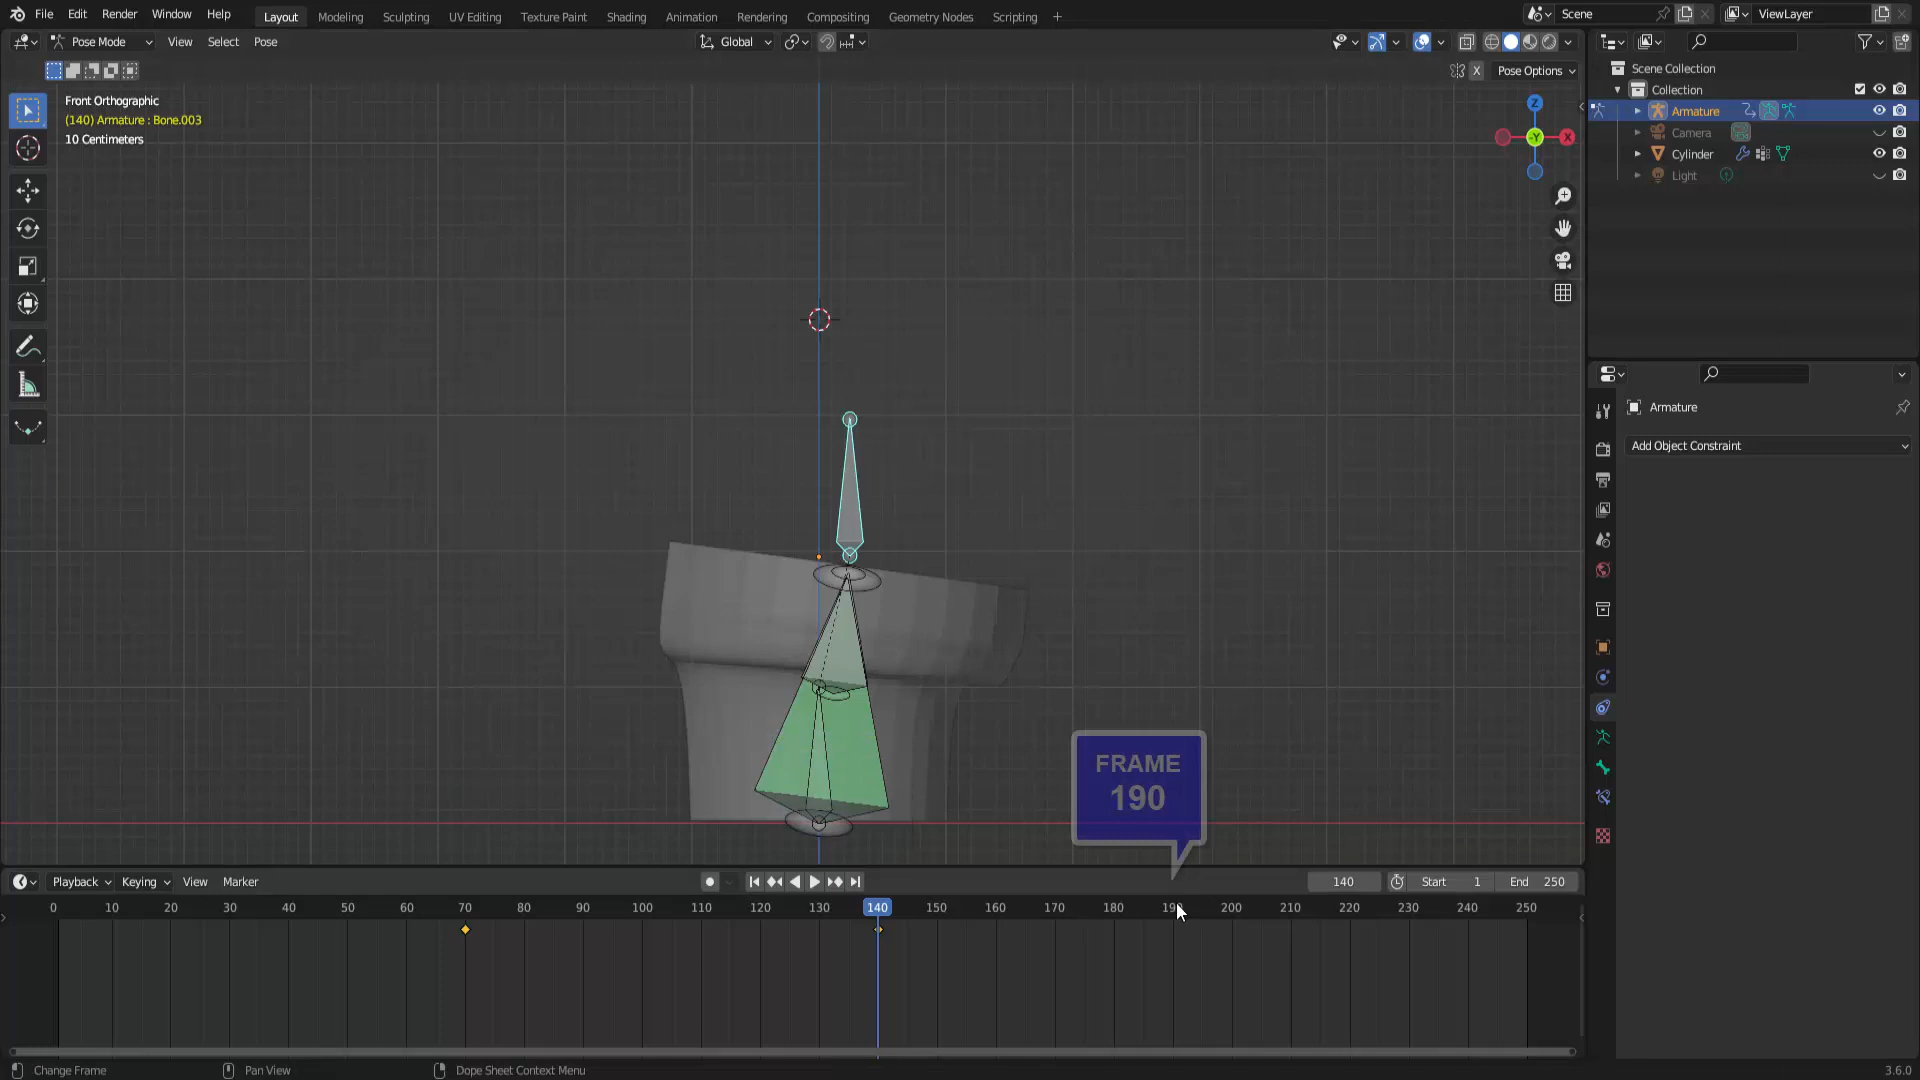 File Edit Render Window Help Layout Modeling Sculpting UV Editing Texture Paint Shading Animation Rendering Compositing Geometry Nodes Scripting + Scene ViewLayer
Pose Mode View Select Pose Global
X Pose Options
Scene Collection
Collection
Armature
Camera
Cylinder
Light
Front Orthographic
(140) Armature : Bone.003
10 Centimeters
Z
-Y
X
Armature
Add Object Constraint
FRAME
190
Playback Keying View Marker 140 Start 1 End 250
0 10 20 30 40 50 60 70 80 90 100 110 120 130 140 150 160 170 180 190 200 210 220 230 240 250
Change Frame Pan View Dope Sheet Context Menu 3.6.0